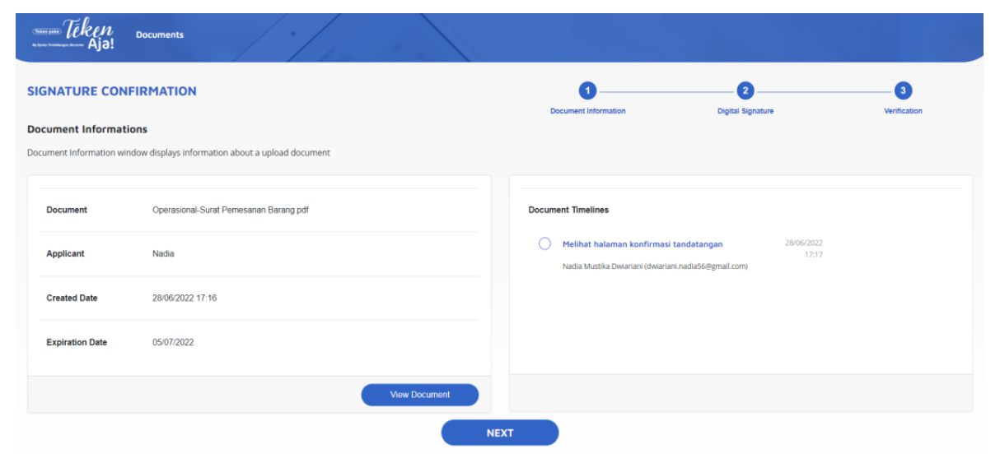 Teken pake Téken Aja!
Documents
SIGNATURE CONFIRMATION
1
2
3
Document Information
Digital Signature
Verification
Document Informations
Document Information window displays information about a upload document
Document Operasional-Surat Pemesanan Barang.pdf
Applicant Nadia
Created Date 28/06/2022 17:16
Expiration Date 05/07/2022
View Document
Document Timelines
Melihat halaman konfirmasi tandatangan 28/06/2022
17:17
Nadia Mustika Dwiariani (dwiariani.nadia56@gmail.com)
NEXT